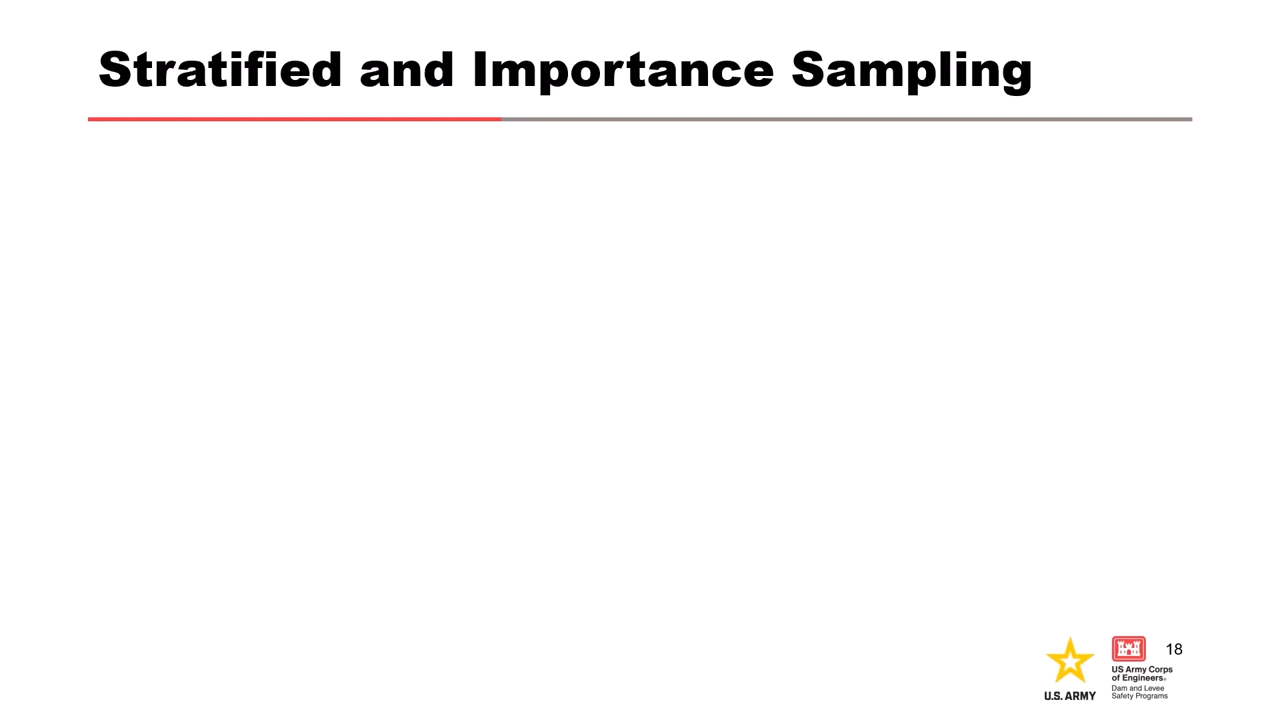 Stratified and Importance Sampling
18
U.S. ARMY
US Army Corps
of Engineers®
Dam and Levee
Safety Programs